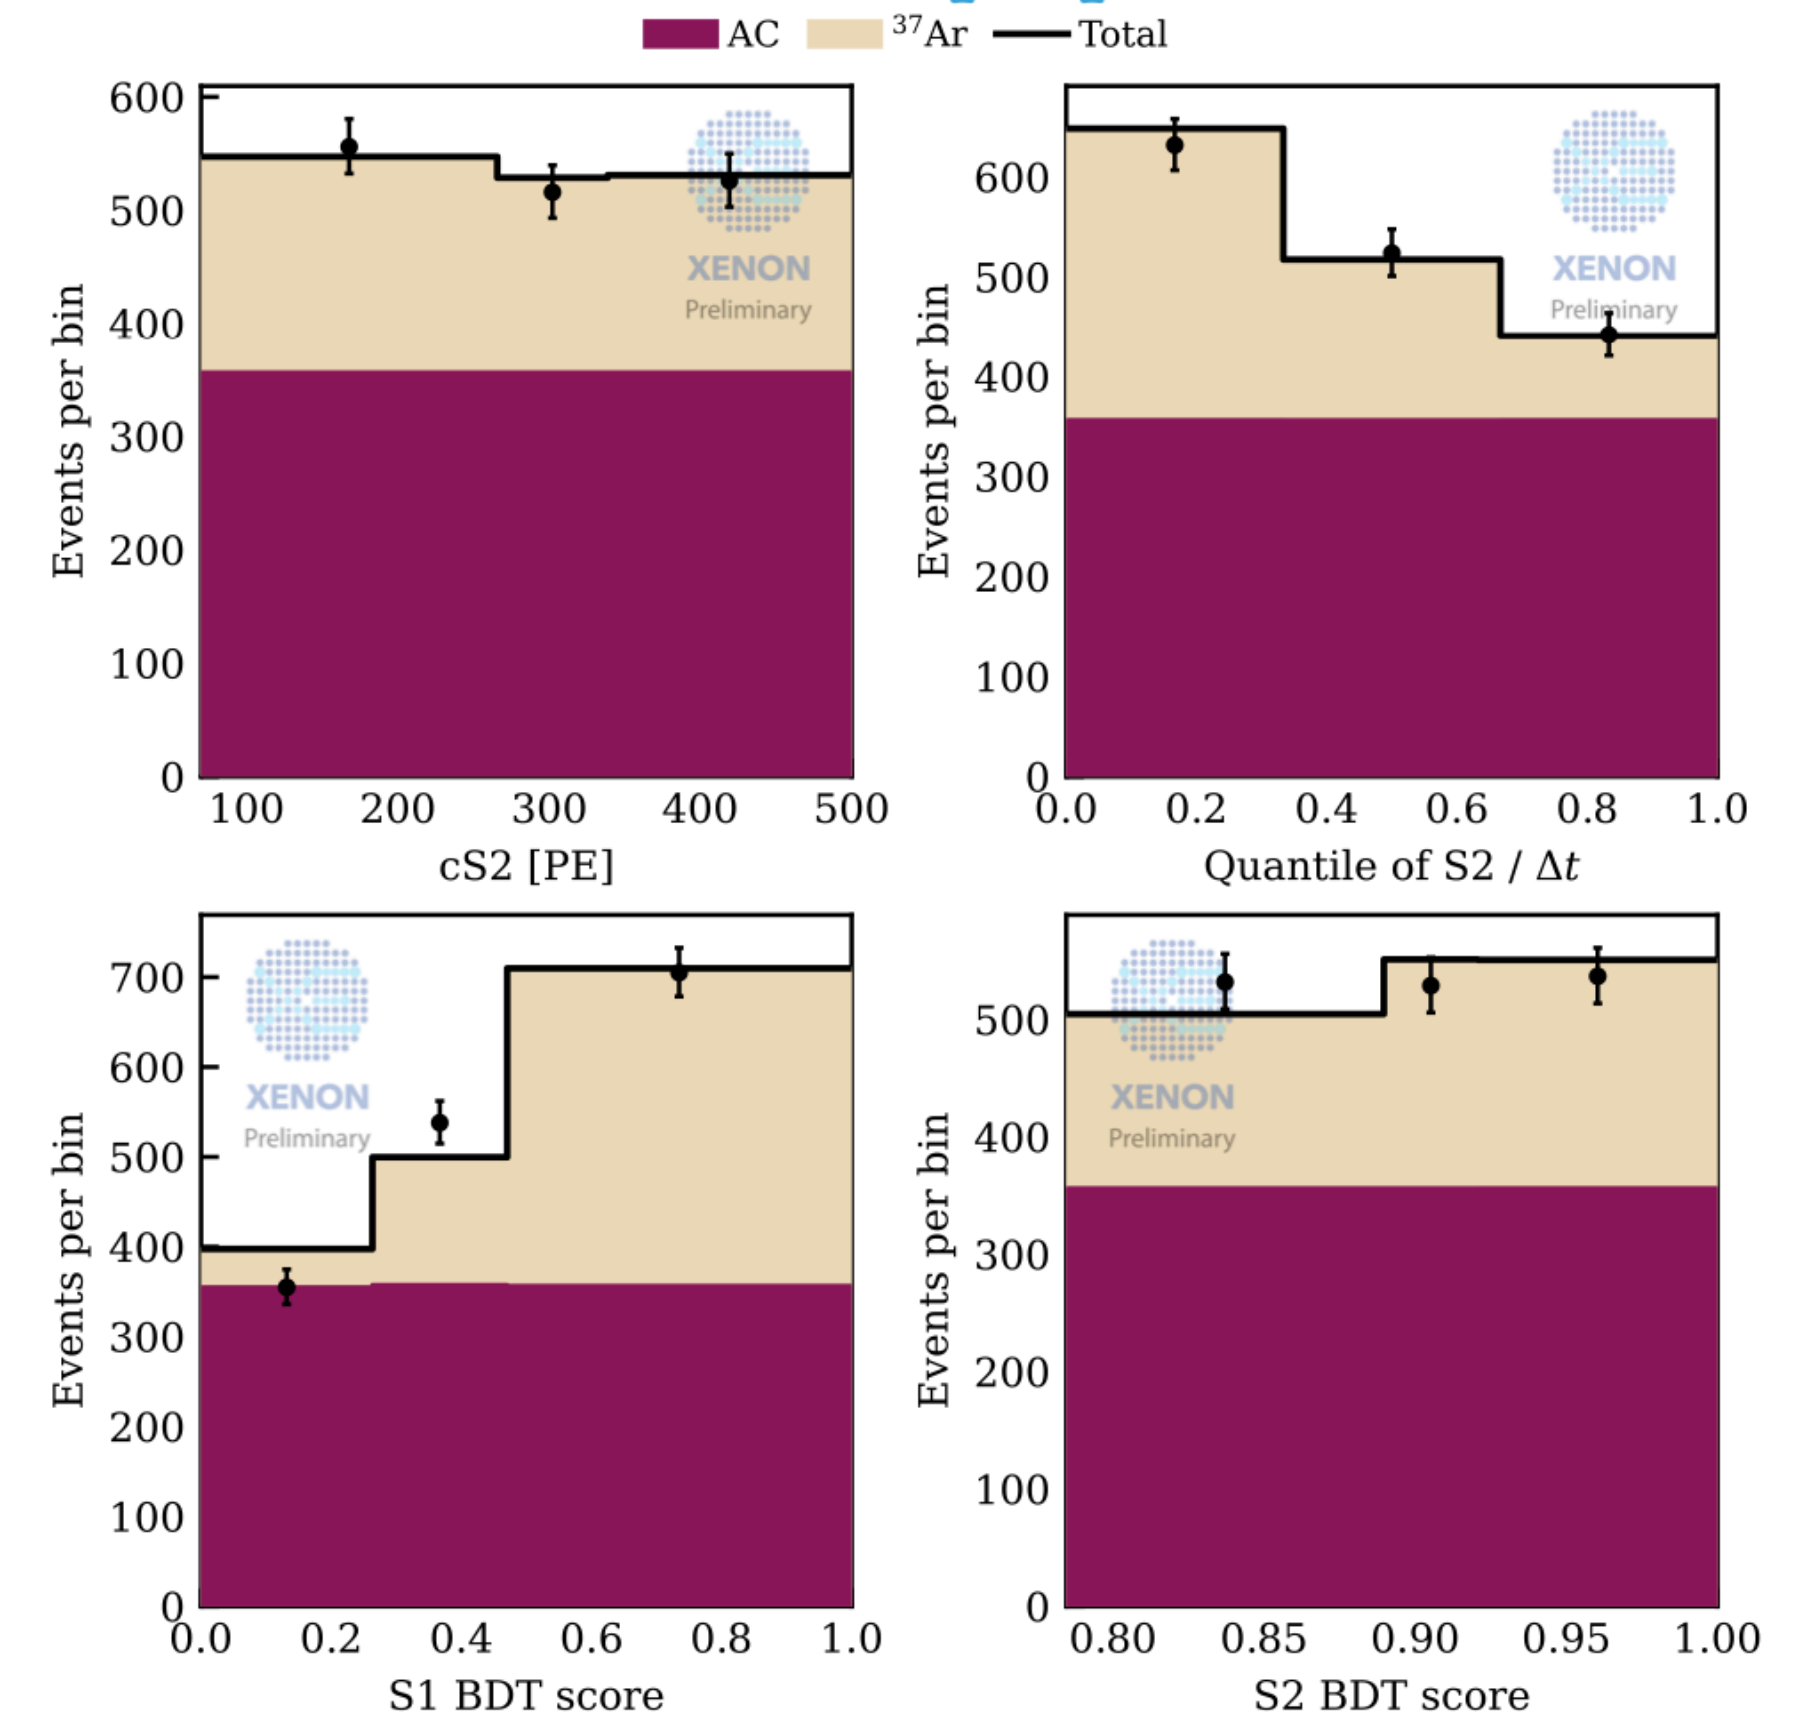 AC ³⁷Ar Total
600
500
400
300
200
100
0
Events per bin
XENON
Preliminary
100 200 300 400 500
cS2 [PE]
600
500
400
300
200
100
0
Events per bin
XENON
Preliminary
0.0 0.2 0.4 0.6 0.8 1.0
Quantile of S2 / Δt
700
600
500
400
300
200
100
0
Events per bin
XENON
Preliminary
0.0 0.2 0.4 0.6 0.8 1.0
S1 BDT score
500
400
300
200
100
0
Events per bin
XENON
Preliminary
0.80 0.85 0.90 0.95 1.00
S2 BDT score